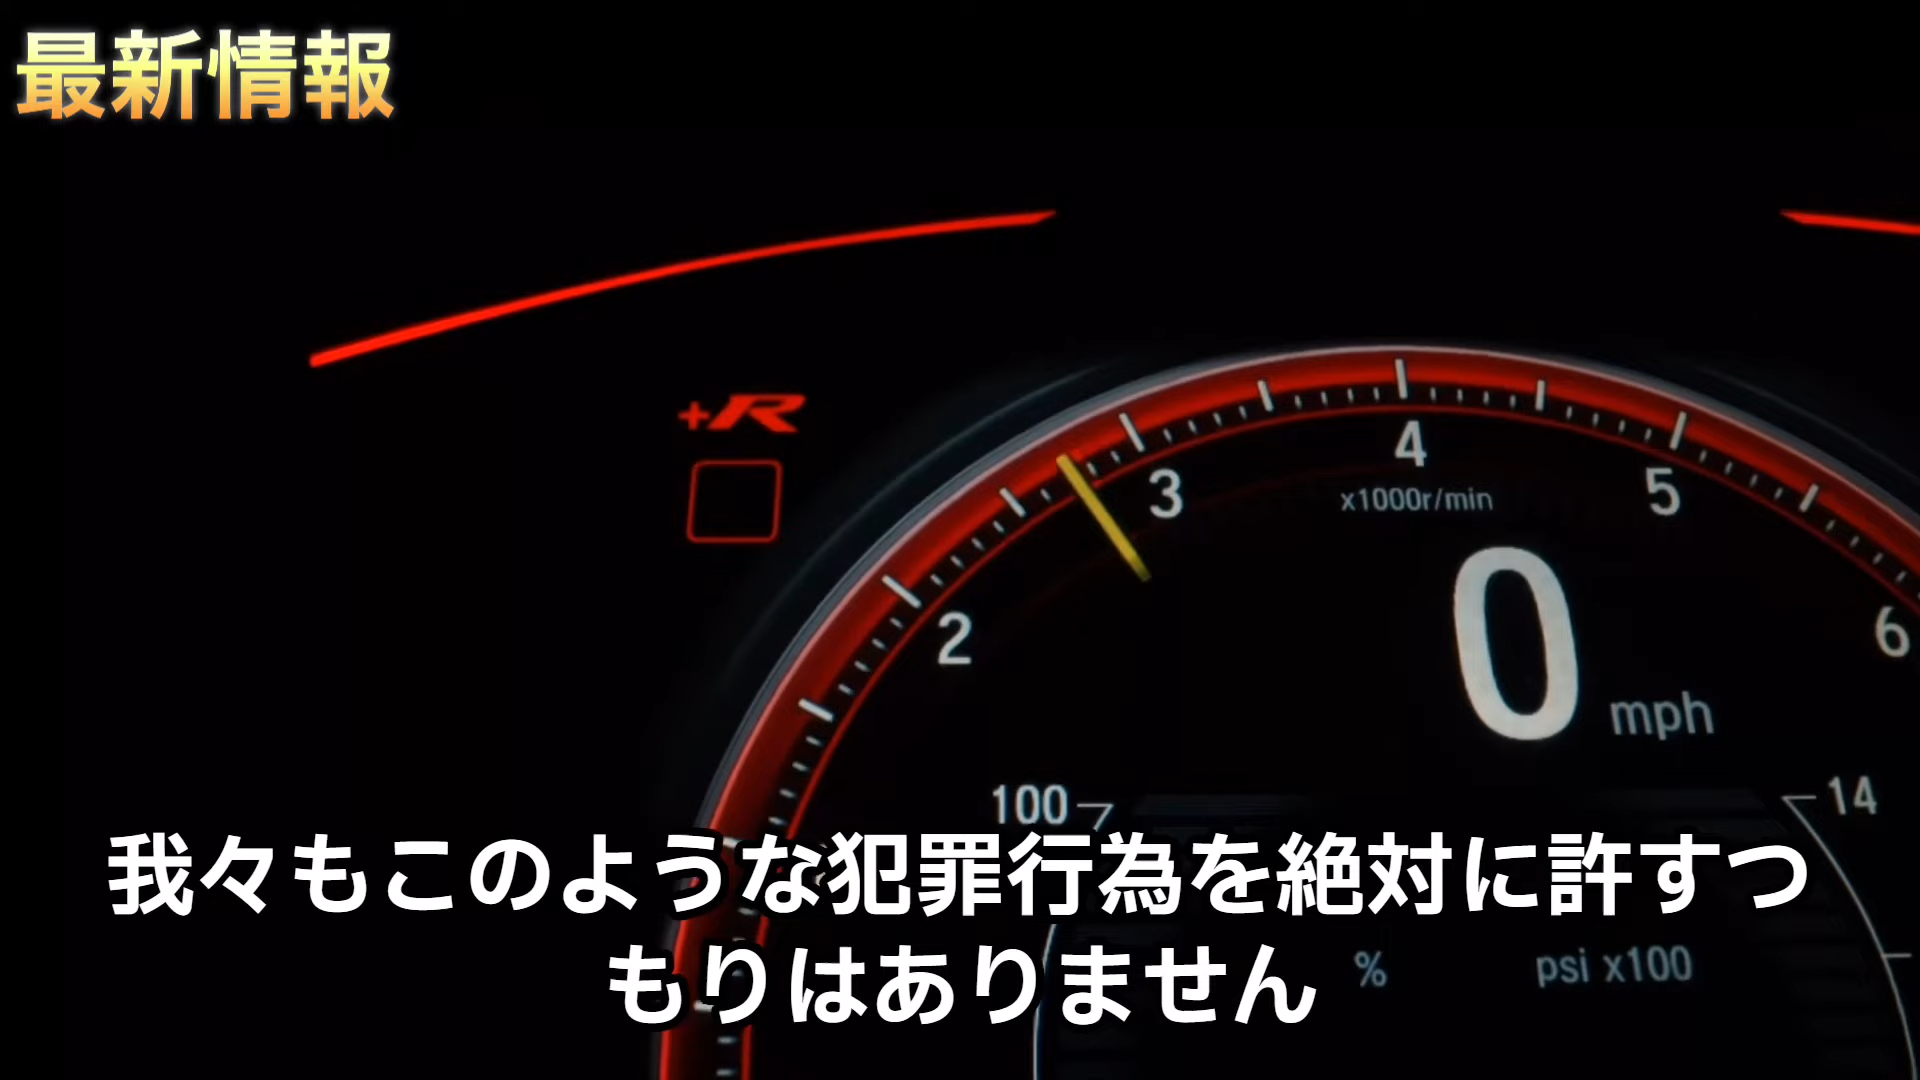 最新情報
+R
4
3
5
x1000r/min
2
0
6
mph
100
14
我々もこのような犯罪行為を絶対に許すつ
もりはありません
%
psi x100